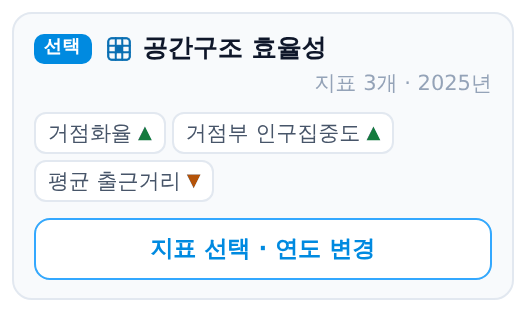 선택 공간구조 효율성
지표 3개 · 2025년
거점화율 ▲ 거점부 인구집중도 ▲
평균 출근거리 ▼
지표 선택 · 연도 변경